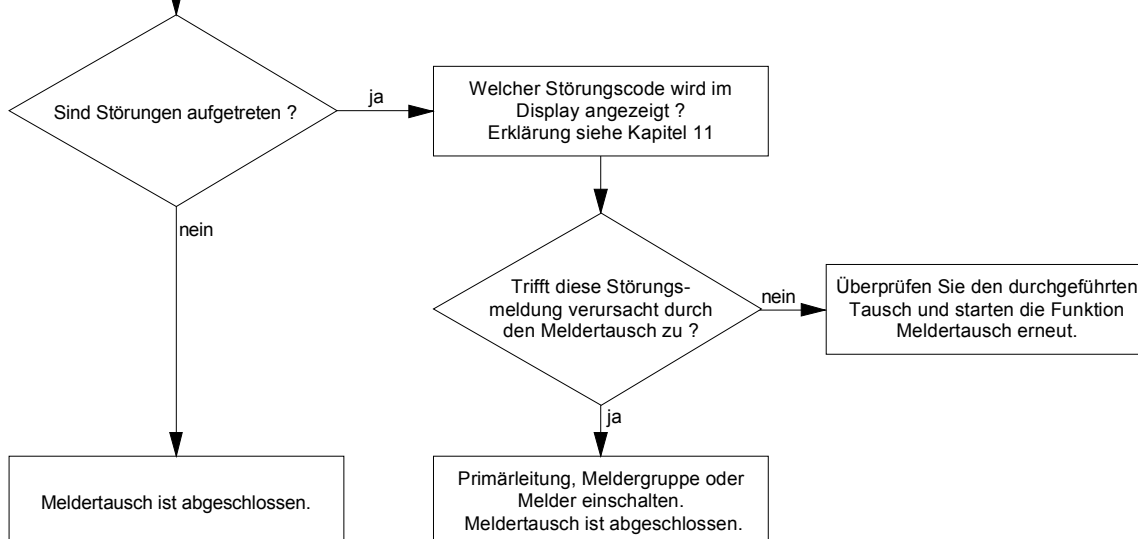 Sind Störungen aufgetreten ?
ja
Welcher Störungscode wird im
Display angezeigt ?
Erklärung siehe Kapitel 11
nein
Trifft diese Störungs-
meldung verursacht durch
den Meldertausch zu ?
nein
Überprüfen Sie den durchgeführten
Tausch und starten die Funktion
Meldertausch erneut.
ja
Meldertausch ist abgeschlossen.
Primärleitung, Meldergruppe oder
Melder einschalten.
Meldertausch ist abgeschlossen.